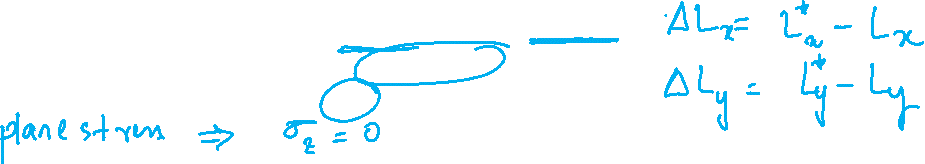 ΔLx = L*x - Lx
ΔLy = L*y - Ly
plane stress ⇒ σz = 0